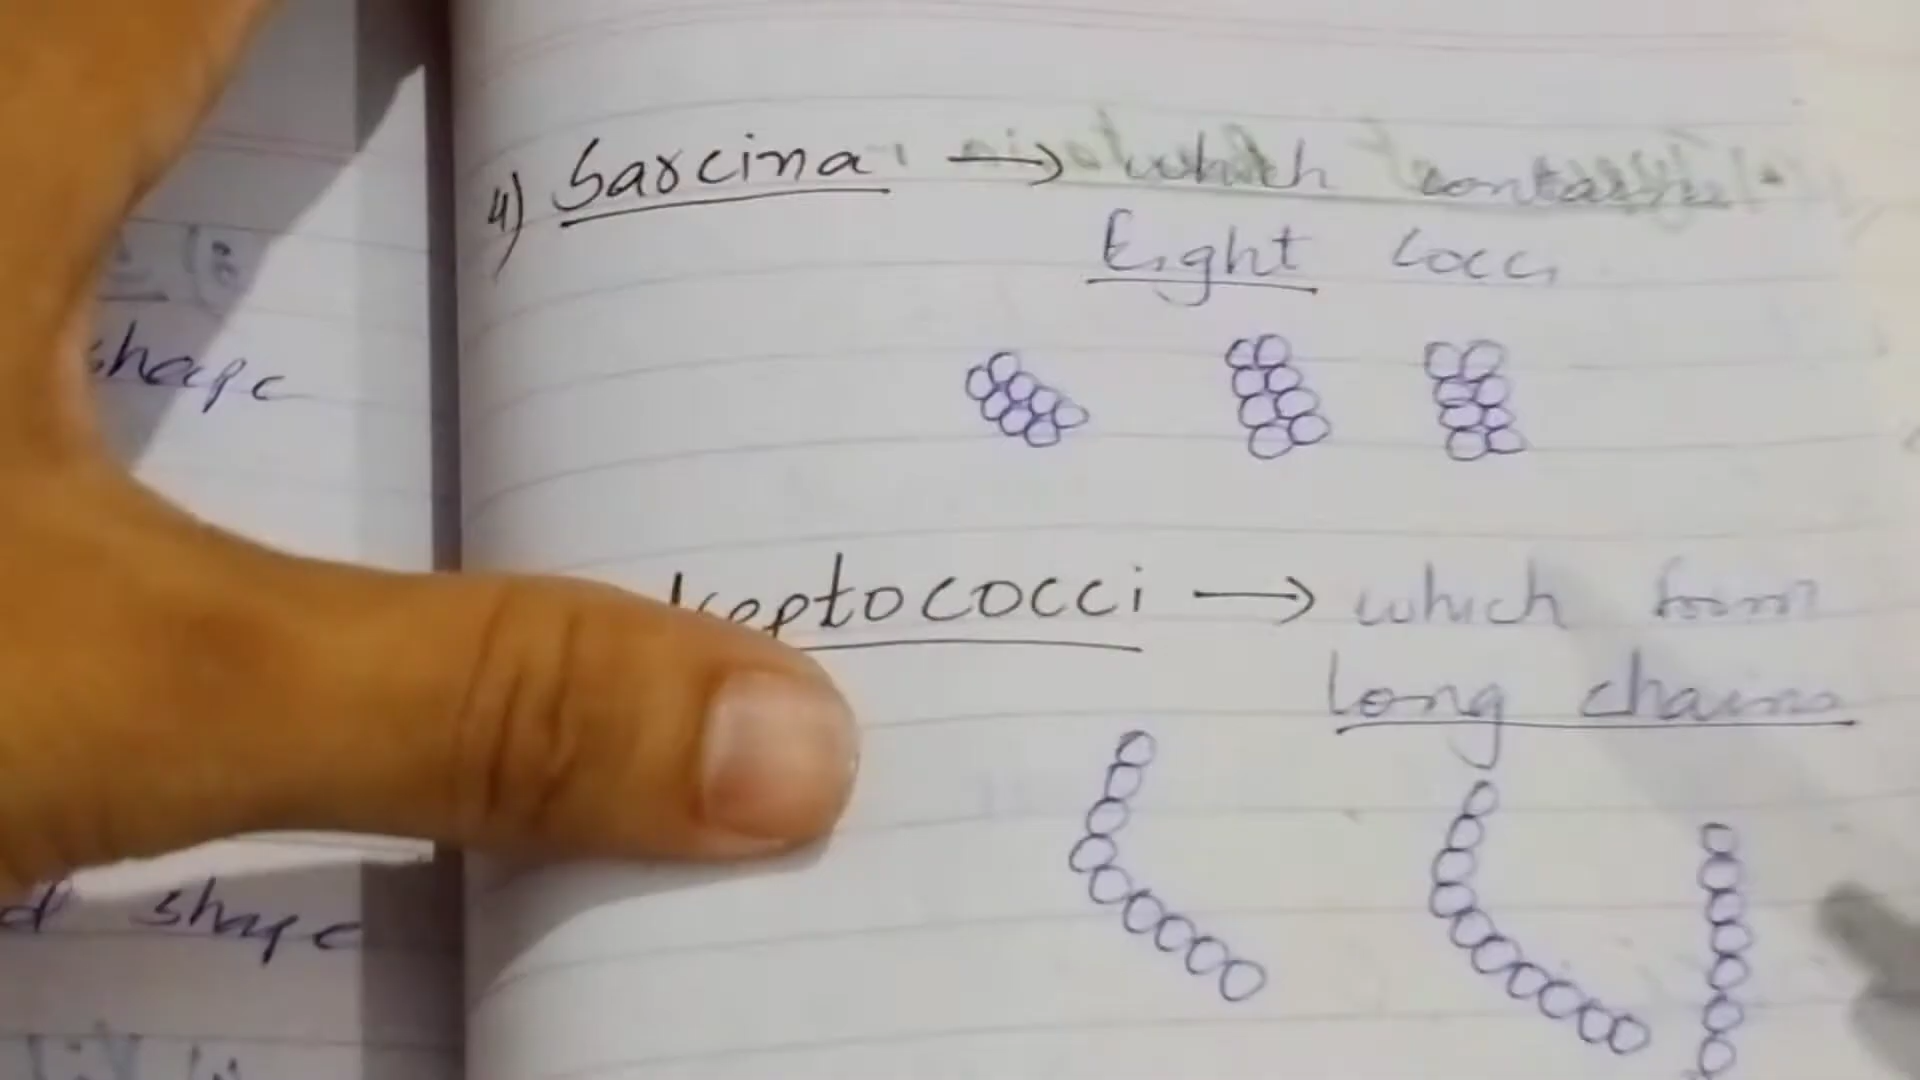 shape
d shape
4) Sarcina → which contains
Eight cocci
eptococci → which form
long chains